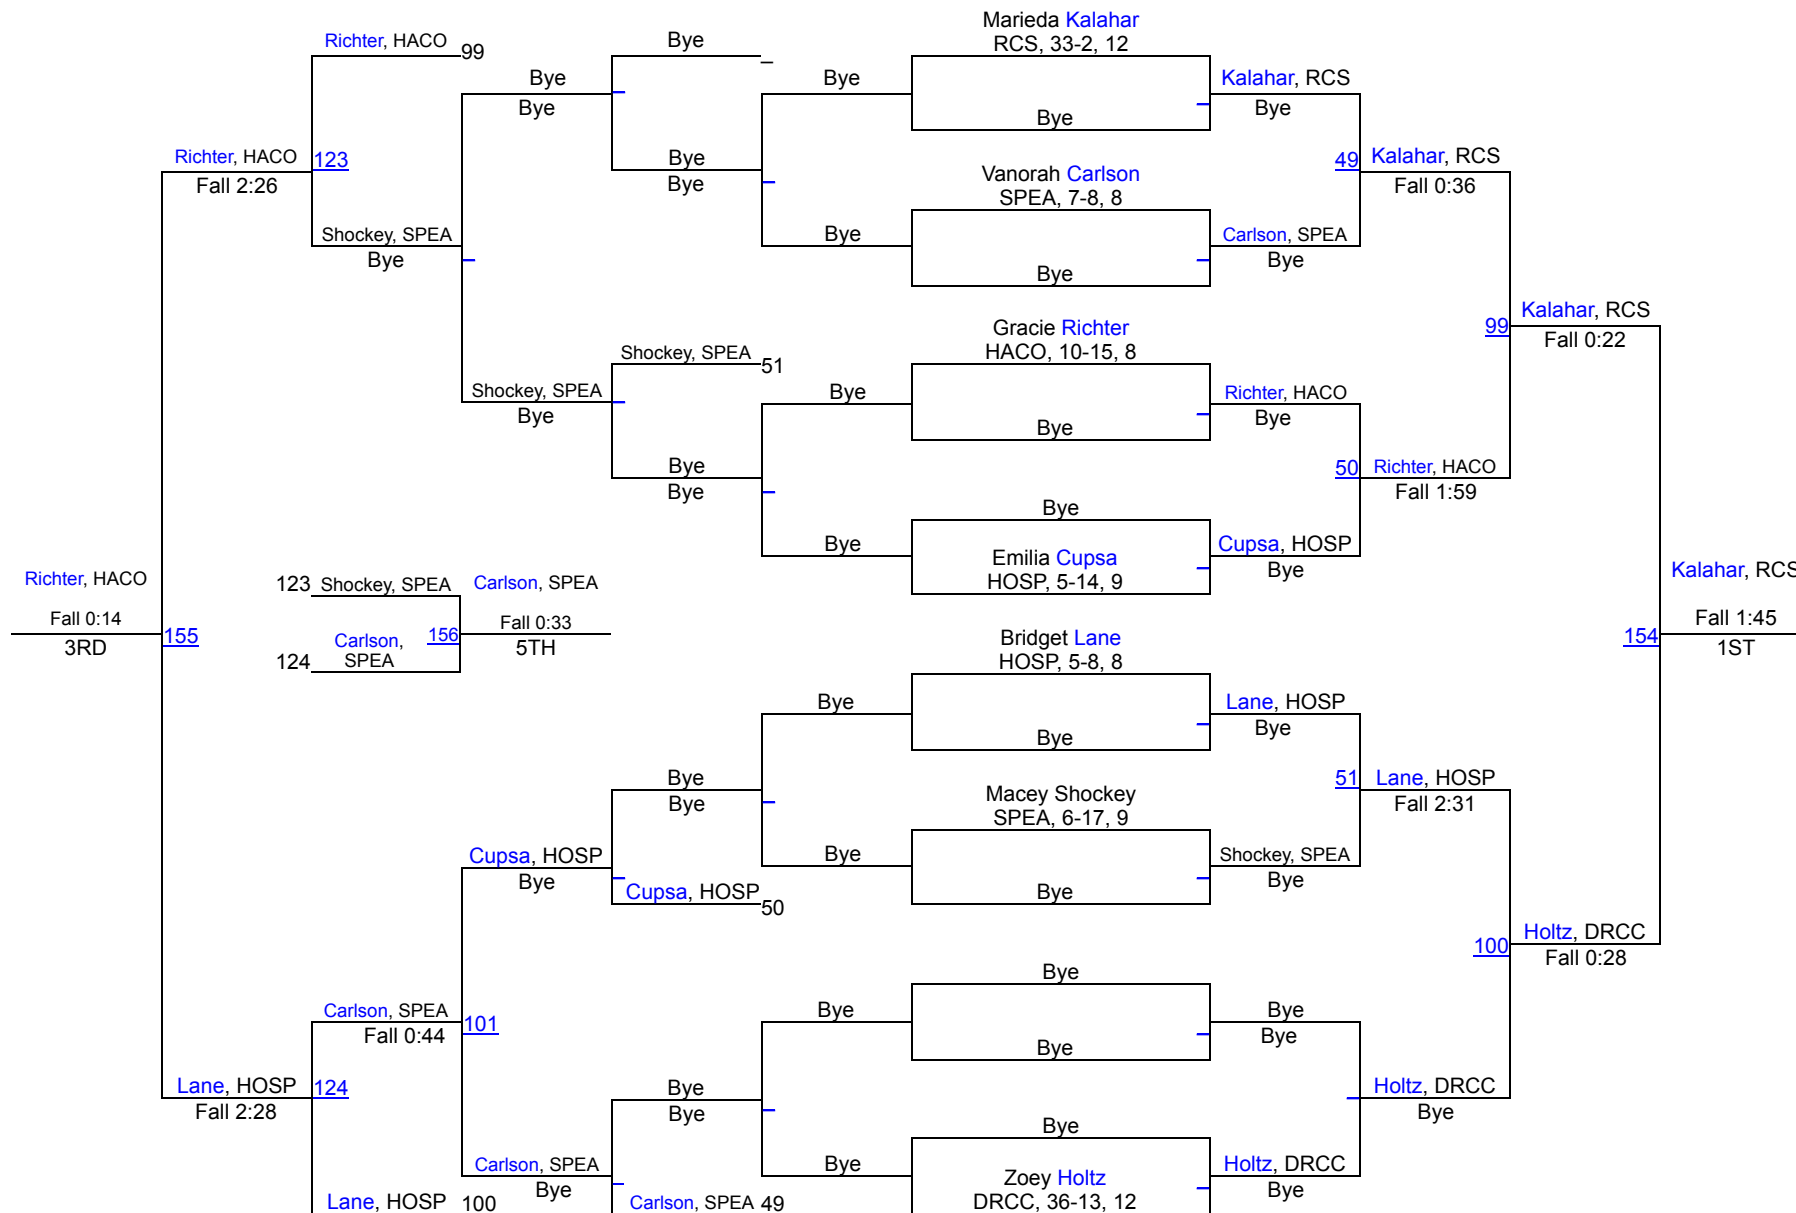 Marieda Kalahar
RCS, 33-2, 12
Richter, HACO
99
Bye
_
Bye
Bye
Bye
Kalahar, RCS
Bye
Bye
Richter, HACO
Fall 2:26
123
Bye
Bye
Vanorah Carlson
SPEA, 7-8, 8
49
Kalahar, RCS
Fall 0:36
Shockey, SPEA
Bye
Bye
Bye
Carlson, SPEA
Bye
Gracie Richter
HACO, 10-15, 8
99
Kalahar, RCS
Fall 0:22
Shockey, SPEA
51
Shockey, SPEA
Bye
Bye
Bye
Richter, HACO
Bye
Bye
Bye
50
Richter, HACO
Fall 1:59
Bye
Bye
Emilia Cupsa
HOSP, 5-14, 9
Cupsa, HOSP
Bye
Richter, HACO
Fall 0:14
3RD
155
123
Shockey, SPEA
Carlson,
SPEA
124
156
Carlson, SPEA
Fall 0:33
5TH
Kalahar, RCS
Fall 1:45
1ST
154
Bridget Lane
HOSP, 5-8, 8
Bye
Bye
Lane, HOSP
Bye
Bye
Bye
Macey Shockey
SPEA, 6-17, 9
51
Lane, HOSP
Fall 2:31
Cupsa, HOSP
Bye
Cupsa, HOSP
50
Bye
Bye
Shockey, SPEA
Bye
100
Holtz, DRCC
Fall 0:28
Bye
Carlson, SPEA
Fall 0:44
101
Bye
Bye
Bye
Bye
Lane, HOSP
Fall 2:28
124
Bye
Bye
Holtz, DRCC
Bye
Bye
Carlson, SPEA
Bye
Bye
Zoey Holtz
DRCC, 36-13, 12
Holtz, DRCC
Bye
Lane, HOSP
100
Carlson, SPEA
49